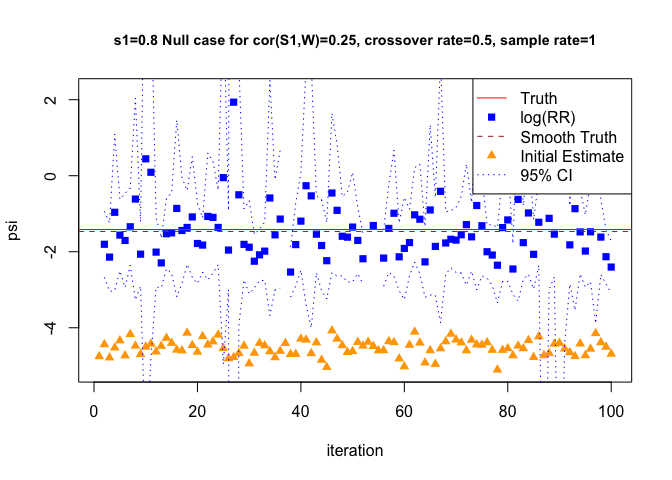 s1=0.8 Null case for cor(S1,W)=0.25, crossover rate=0.5, sample rate=1
psi
2
0
-2
-4
Truth
log(RR)
Smooth Truth
Initial Estimate
95% CI
0 20 40 60 80 100
iteration